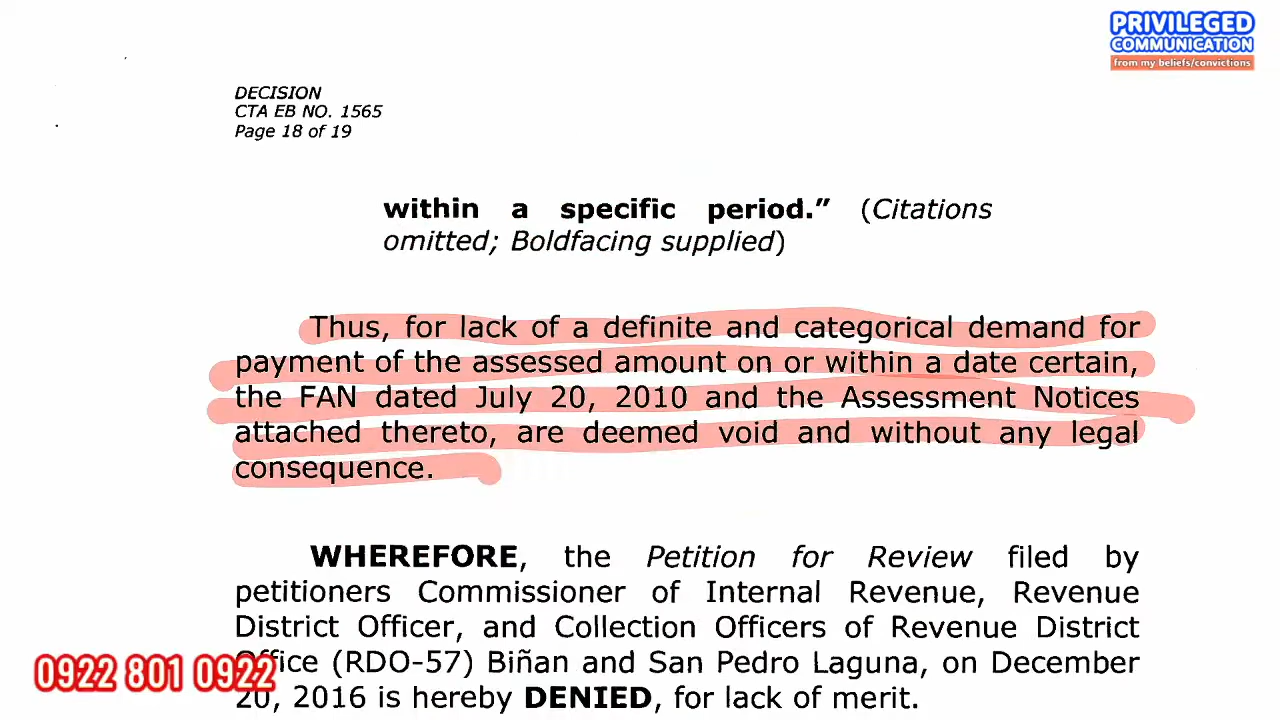 PRIVILEGED
COMMUNICATION
from my beliefs/convictions
DECISION
CTA EB NO. 1565
Page 18 of 19
within a specific period.” (Citations
omitted; Boldfacing supplied)
Thus, for lack of a definite and categorical demand for
payment of the assessed amount on or within a date certain,
the FAN dated July 20, 2010 and the Assessment Notices
attached thereto, are deemed void and without any legal
consequence.
WHEREFORE, the Petition for Review filed by
petitioners Commissioner of Internal Revenue, Revenue
District Officer, and Collection Officers of Revenue District
Office (RDO-57) Biñan and San Pedro Laguna, on December
20, 2016 is hereby DENIED, for lack of merit.
0922 801 0922